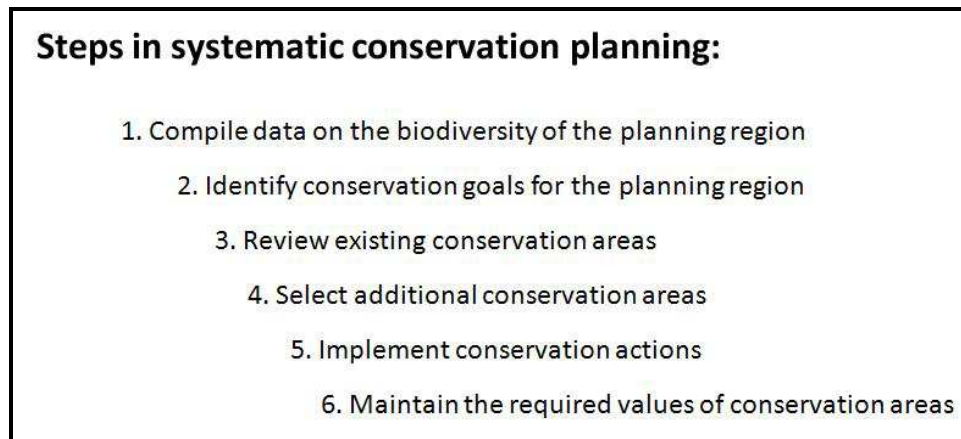 Steps in systematic conservation planning:
1. Compile data on the biodiversity of the planning region
2. Identify conservation goals for the planning region
3. Review existing conservation areas
4. Select additional conservation areas
5. Implement conservation actions
6. Maintain the required values of conservation areas